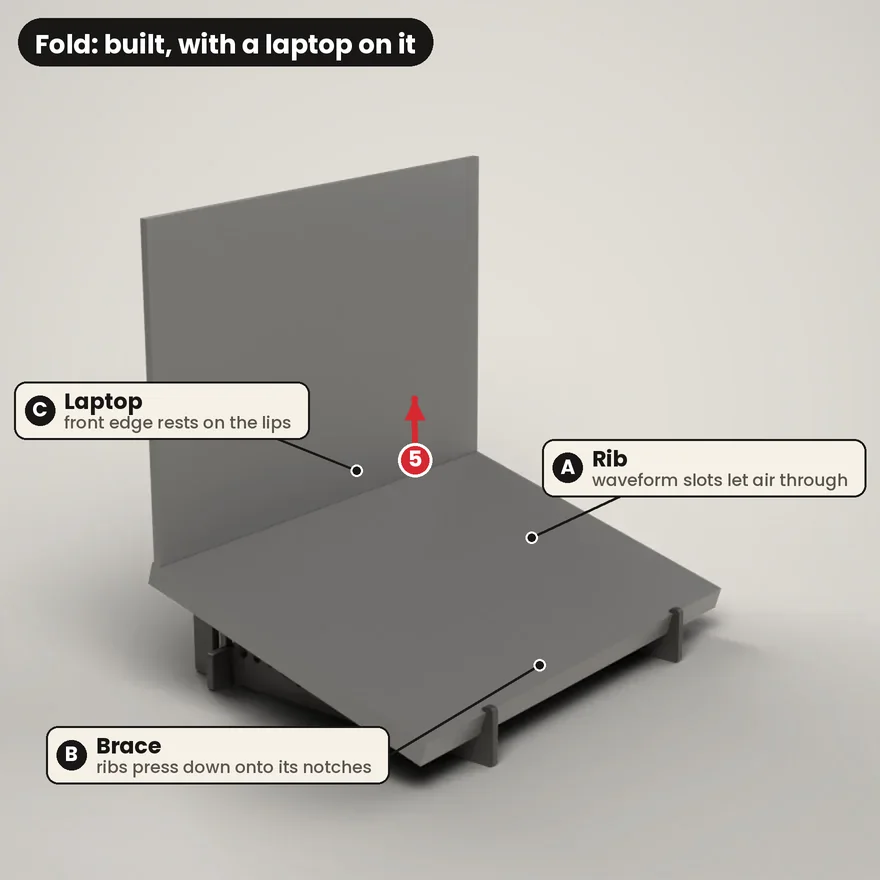 Fold: built, with a laptop on it
C Laptop
front edge rests on the lips
5
A Rib
waveform slots let air through
B Brace
ribs press down onto its notches